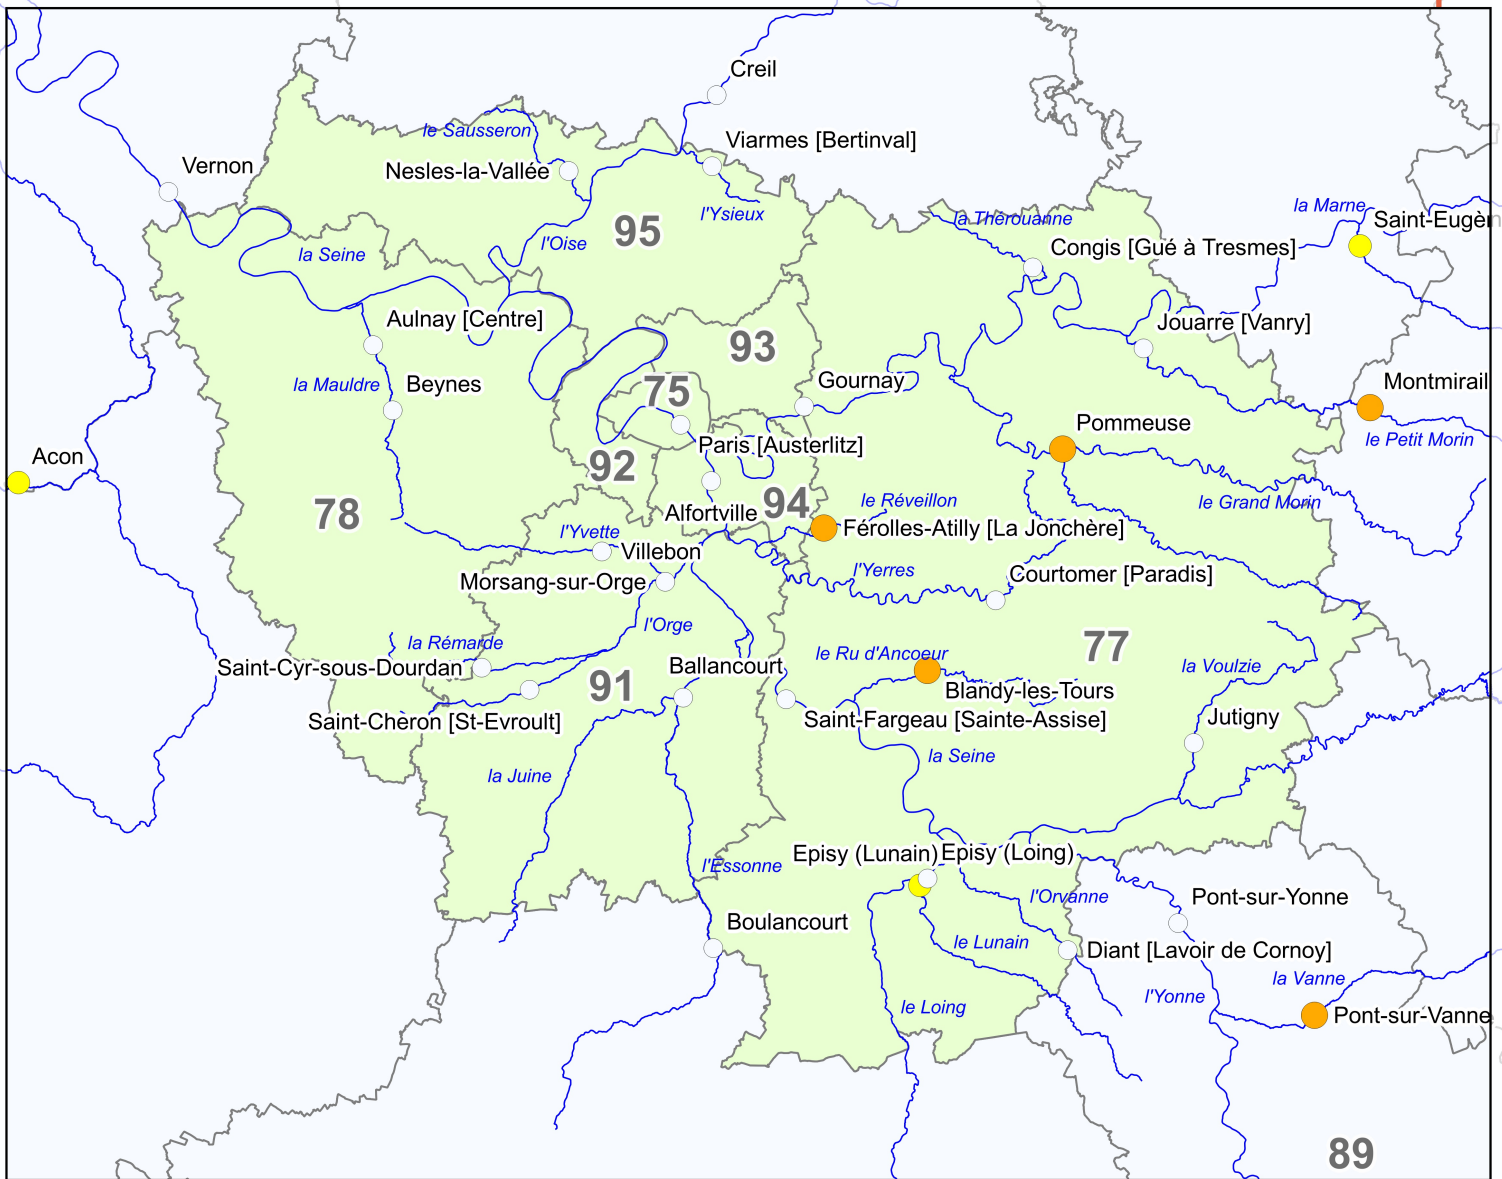 Creil
le Sausseron
Viarmes [Bertinval]
Vernon
Nesles-la-Vallée
l'Ysieux
la Marne
Saint-Eugèn
la Thérouanne
95
l'Oise
la Seine
Congis [Gué à Tresmes]
Aulnay [Centre]
Jouarre [Vanry]
93
la Mauldre
Beynes
75
Gournay
Montmirail
Pommeuse
le Petit Morin
Paris [Austerlitz]
Acon
92
94
le Réveillon
le Grand Morin
78
Alfortville
Férolles-Atilly [La Jonchère]
l'Yvette
Villebon
l'Yerres
Courtomer [Paradis]
Morsang-sur-Orge
l'Orge
la Rémarde
le Ru d'Ancoeur
77
Saint-Cyr-sous-Dourdan
Ballancourt
la Voulzie
91
Blandy-les-Tours
Saint-Chéron [St-Evroult]
Saint-Fargeau [Sainte-Assise]
Jutigny
la Seine
la Juine
Episy (Lunain)
Episy (Loing)
l'Essonne
l'Orvanne
Pont-sur-Yonne
Boulancourt
le Lunain
Diant [Lavoir de Cornoy]
la Vanne
l'Yonne
le Loing
Pont-sur-Vanne
89